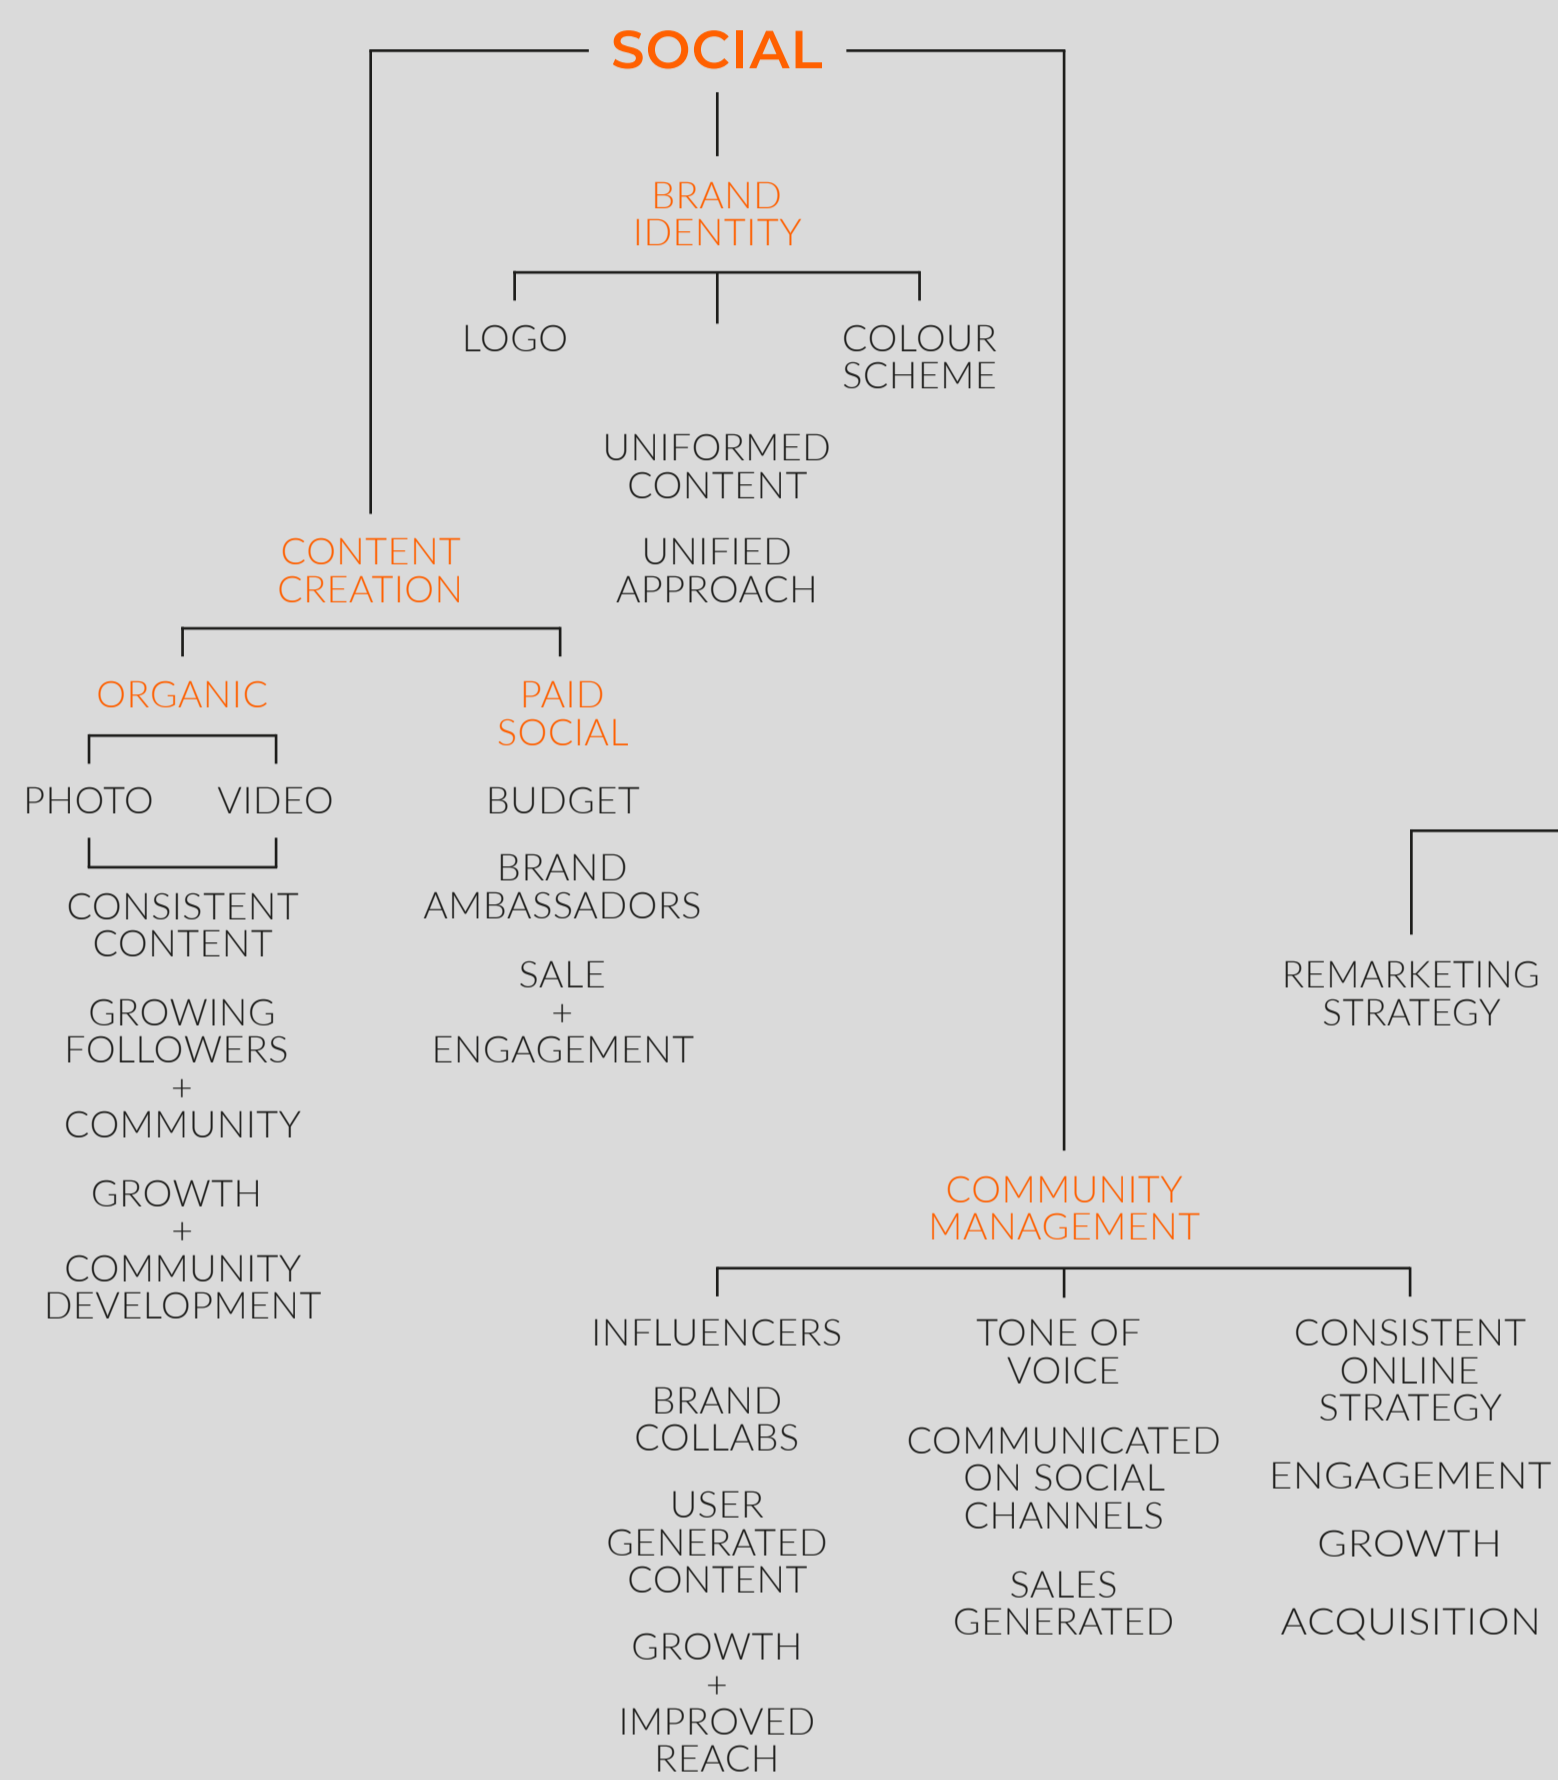 SOCIAL
BRAND
IDENTITY
LOGO
COLOUR
SCHEME
UNIFORMED
CONTENT
UNIFIED
APPROACH
CONTENT
CREATION
ORGANIC
PHOTO
VIDEO
CONSISTENT
CONTENT
GROWING
FOLLOWERS
+
COMMUNITY
GROWTH
+
COMMUNITY
DEVELOPMENT
PAID
SOCIAL
BUDGET
BRAND
AMBASSADORS
SALE
+
ENGAGEMENT
REMARKETING
STRATEGY
COMMUNITY
MANAGEMENT
INFLUENCERS
BRAND
COLLABS
USER
GENERATED
CONTENT
GROWTH
+
IMPROVED
REACH
TONE OF
VOICE
COMMUNICATED
ON SOCIAL
CHANNELS
SALES
GENERATED
CONSISTENT
ONLINE
STRATEGY
ENGAGEMENT
GROWTH
ACQUISITION